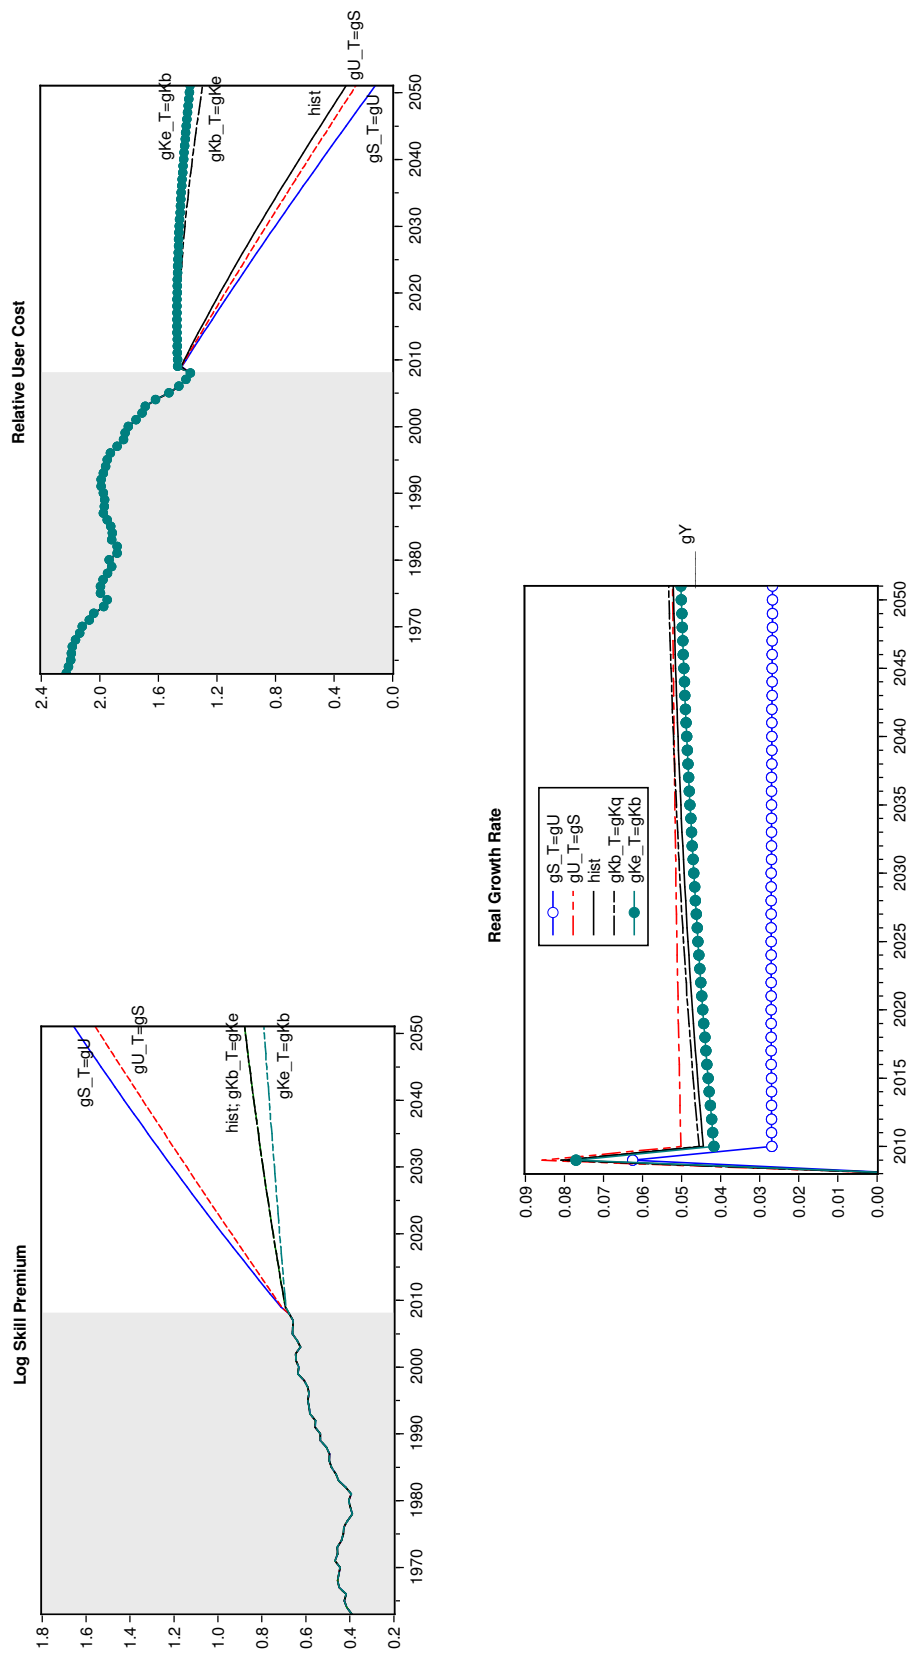 Log Skill Premium
1.8
1.6
1.4
1.2
1.0
0.8
0.6
0.4
0.2
gS_T=gU
gU_T=gS
hist; gKb_T=gKe
gKe_T=gKb
1970 1980 1990 2000 2010 2020 2030 2040 2050
Relative User Cost
2.4
2.0
1.6
1.2
0.8
0.4
0.0
gKe_T=gKb
gKb_T=gKe
hist
gU_T=gS
gS_T=gU
1970 1980 1990 2000 2010 2020 2030 2040 2050
Real Growth Rate
0.09
0.08
0.07
0.06
0.05
0.04
0.03
0.02
0.01
0.00
gS_T=gU
gU_T=gS
hist
gKb_T=gKq
gKe_T=gKb
gY
2010 2015 2020 2025 2030 2035 2040 2045 2050